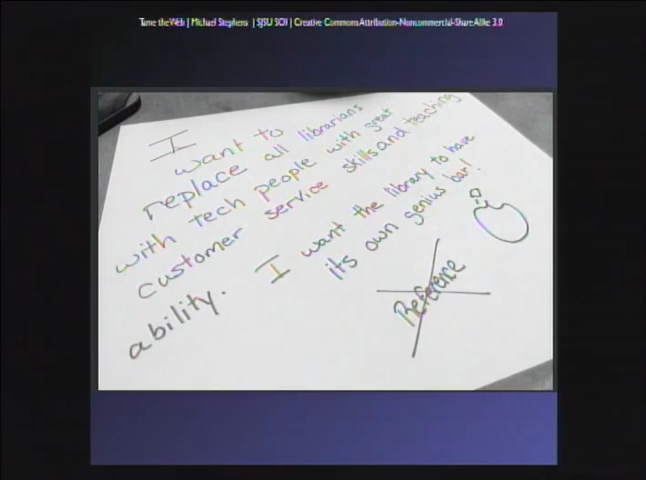 Tame the Web | Michael Stephens | SJSU SOI | Creative Commons Attribution-Noncommercial-Share Alike 3.0
I
want to
replace all librarians
with tech people with great
customer service skills and teaching
ability. I want the library to have
its own genius bar!
Reference